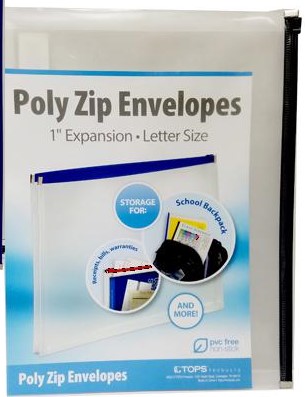 Poly Zip Envelopes
1" Expansion • Letter Size
STORAGE
FOR:
School Backpack
Receipts, bills, warranties
AND
MORE!
pvc free
non-stick
TOPS Products
Poly Zip Envelopes